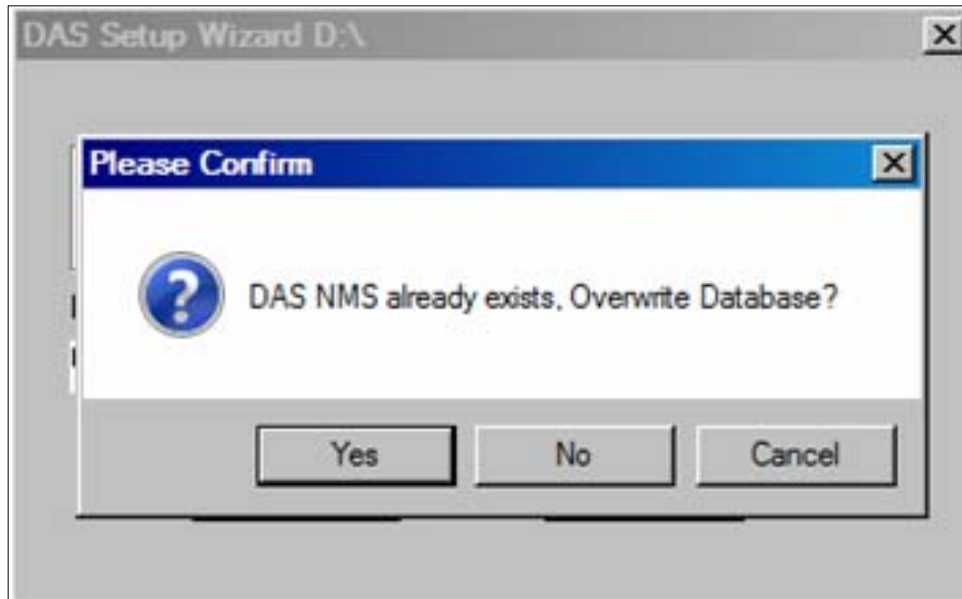 DAS Setup Wizard D:\
Please Confirm
DAS NMS already exists, Overwrite Database?
Yes
No
Cancel